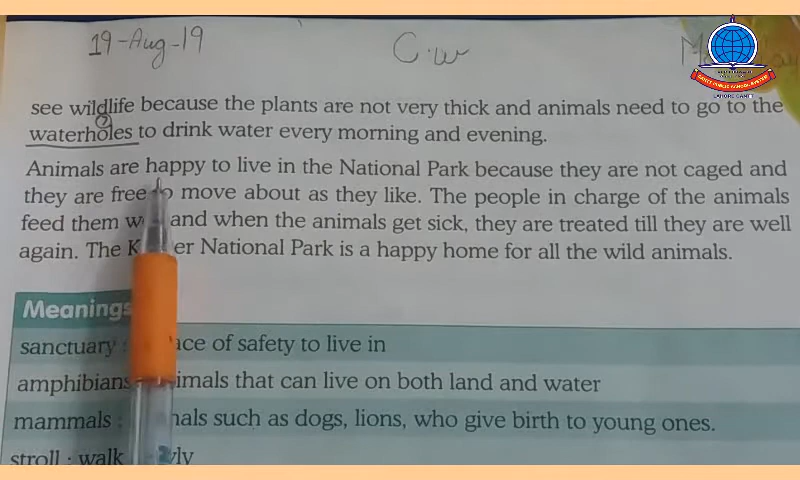 19-Aug-19
C.w
LAHORE CANTT
see wildlife because the plants are not very thick and animals need to go to the
waterholes to drink water every morning and evening.
Animals are happy to live in the National Park because they are not caged and
they are free to move about as they like. The people in charge of the animals
feed them and when the animals get sick, they are treated till they are well
again. The K er National Park is a happy home for all the wild animals.
Meanings
sanctuary : ace of safety to live in
amphibians imals that can live on both land and water
mammals : mals such as dogs, lions, who give birth to young ones.
stroll : walk wly